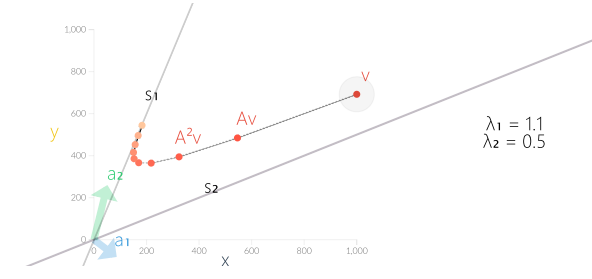 1,000
800
600
400
200
0
y
0
200
400
600
800
1,000
x
v
Av
A²v
S1
S2
a₂
a₁
λ₁ = 1.1
λ₂ = 0.5